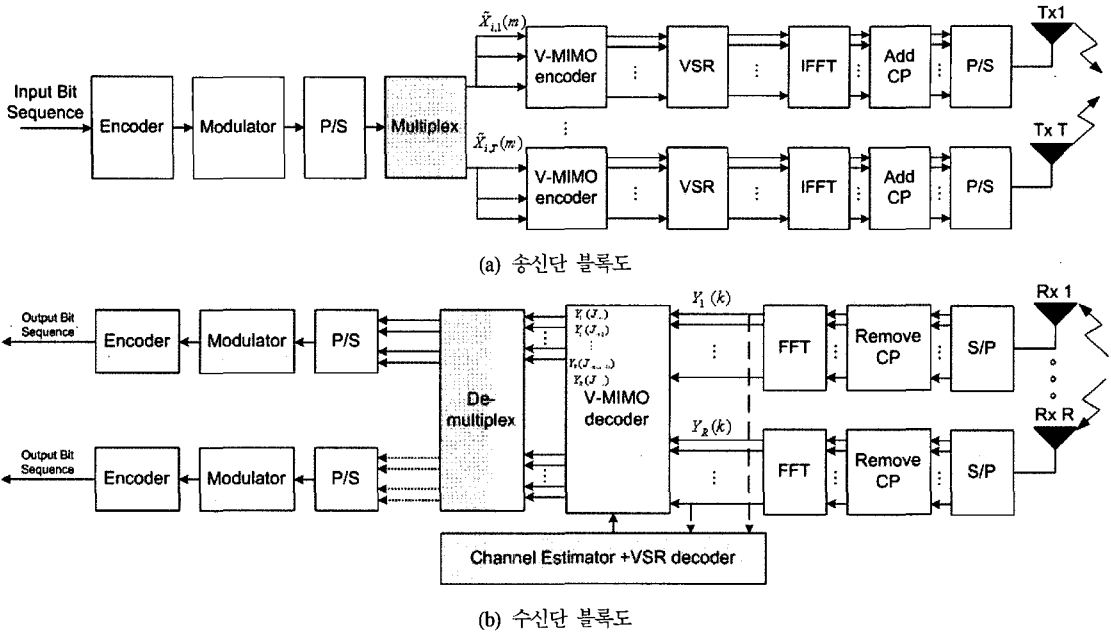 Tx1
X̃i,1(m)
V-MIMO
encoder
VSR
IFFT
Add
CP
P/S
Input Bit
Sequence
Encoder
Modulator
P/S
Multiplex
Tx T
X̃i,T(m)
V-MIMO
encoder
VSR
IFFT
Add
CP
P/S
(a) 송신단 블록도
Output Bit
Sequence
Encoder
Modulator
P/S
De-
multiplex
V-MIMO
decoder
Y1(k)
FFT
Remove
CP
S/P
Rx 1
Output Bit
Sequence
Encoder
Modulator
P/S
YR(k)
FFT
Remove
CP
S/P
Rx R
Channel Estimator +VSR decoder
(b) 수신단 블록도